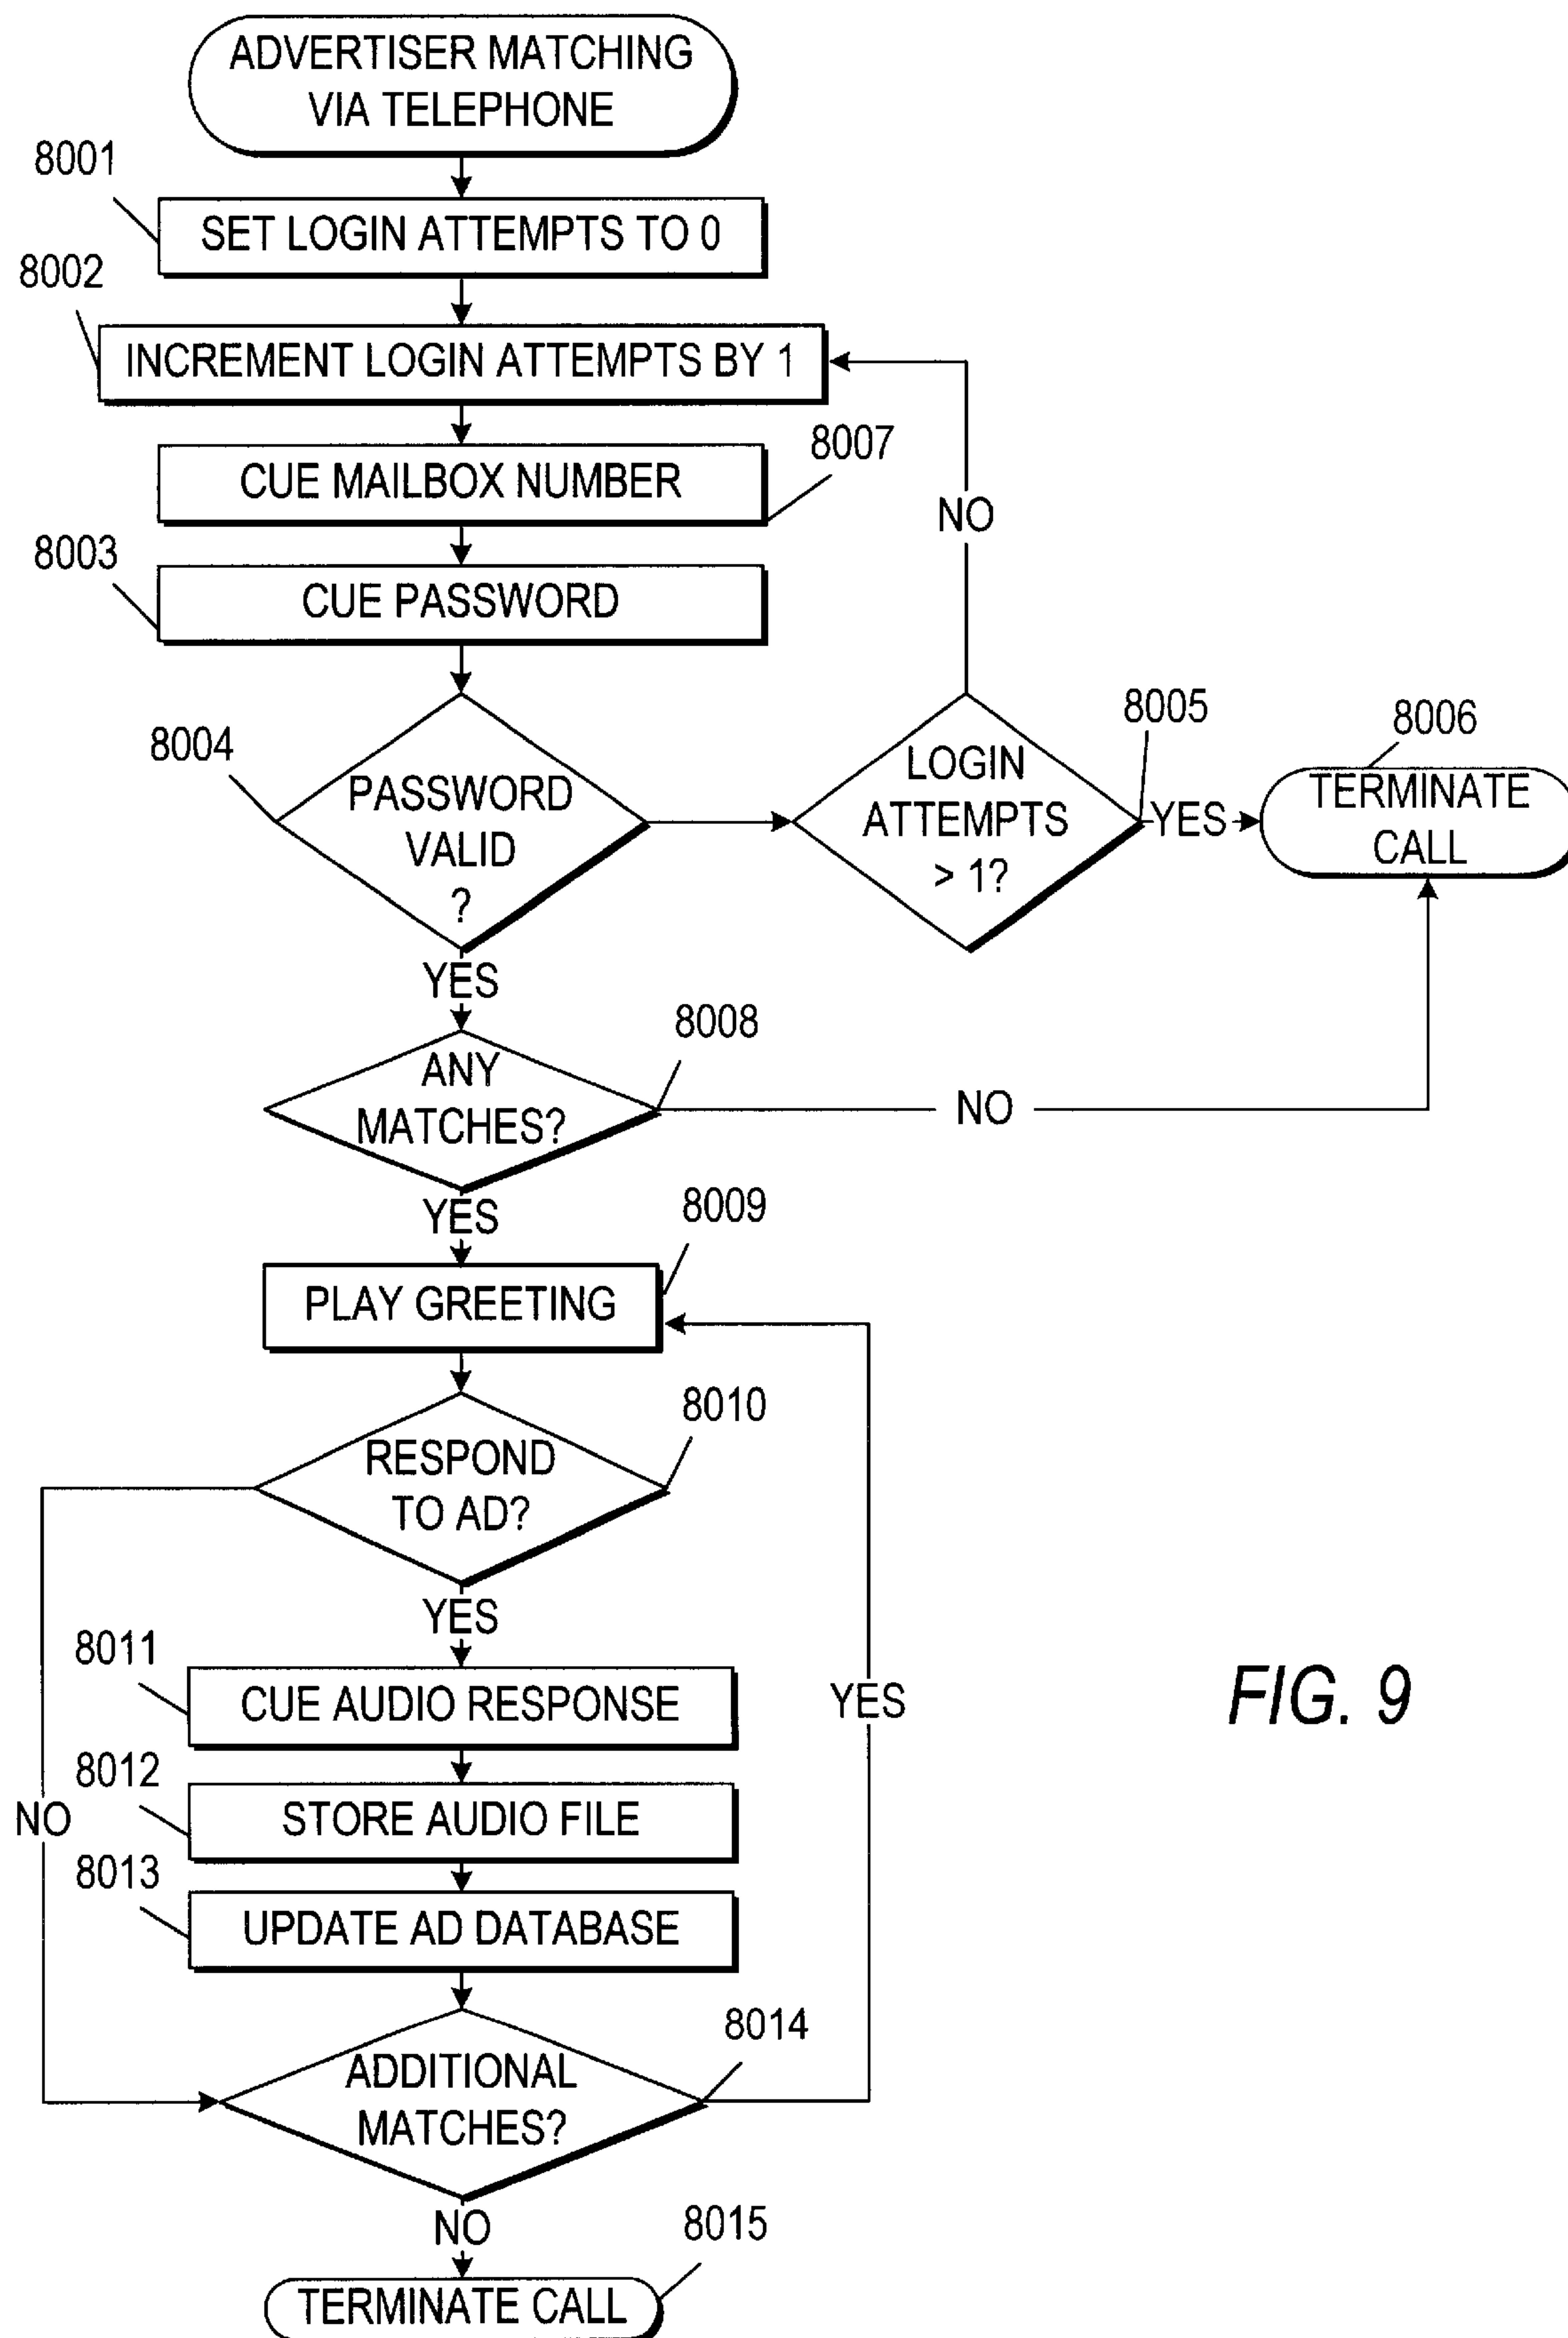 ADVERTISER MATCHING
VIA TELEPHONE
8001
SET LOGIN ATTEMPTS TO 0
8002
INCREMENT LOGIN ATTEMPTS BY 1
CUE MAILBOX NUMBER
8007
NO
8003
CUE PASSWORD
8004
PASSWORD
VALID
?
8005
LOGIN
ATTEMPTS
> 1?
YES
8006
TERMINATE
CALL
YES
8008
ANY
MATCHES?
NO
YES
8009
PLAY GREETING
8010
RESPOND
TO AD?
YES
8011
CUE AUDIO RESPONSE
YES
FIG. 9
8012
STORE AUDIO FILE
NO
8013
UPDATE AD DATABASE
8014
ADDITIONAL
MATCHES?
NO
8015
TERMINATE CALL